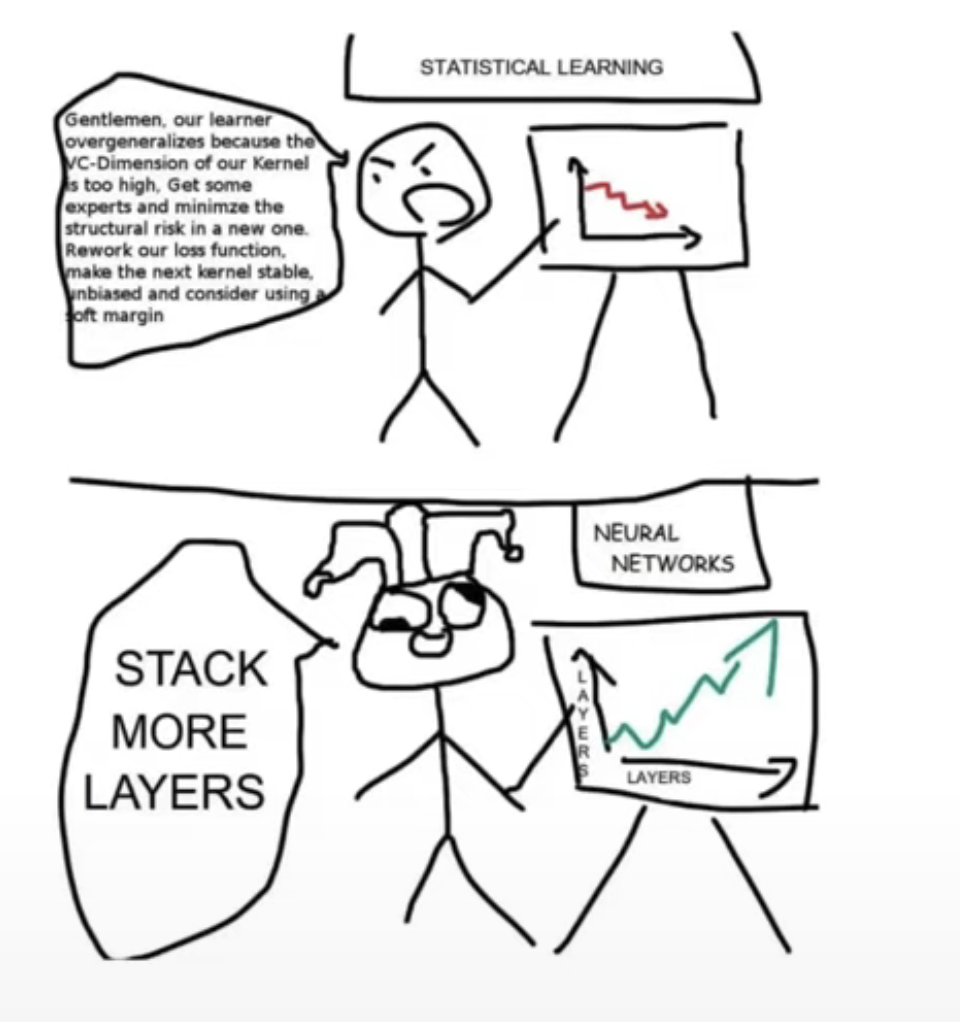 STATISTICAL LEARNING
Gentlemen, our learner
overgeneralizes because the
VC-Dimension of our Kernel
is too high, Get some
experts and minimze the
structural risk in a new one.
Rework our loss function,
make the next kernel stable,
unbiased and consider using a
soft margin
NEURAL
NETWORKS
STACK
MORE
LAYERS
LAYERS
LAYERS